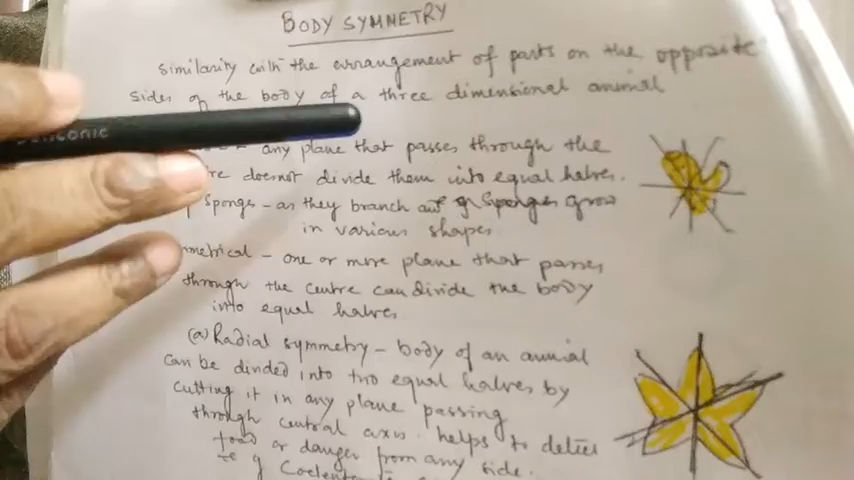 BODY SYMMETRY
similarity with the arrangement of parts on the opposite
sides of the body of a three dimensional animal
any plane that passes through the
re doesnot divide them into equal halves.
sponges - as they branch out grow
in various shapes.
metrical - one or more plane that passes
through the centre can divide the body
into equal halves
(a) Radial symmetry - body of an animal
can be divided into two equal halves by
cutting it in any plane passing
through central axis. helps to detect
food or danger from any side.